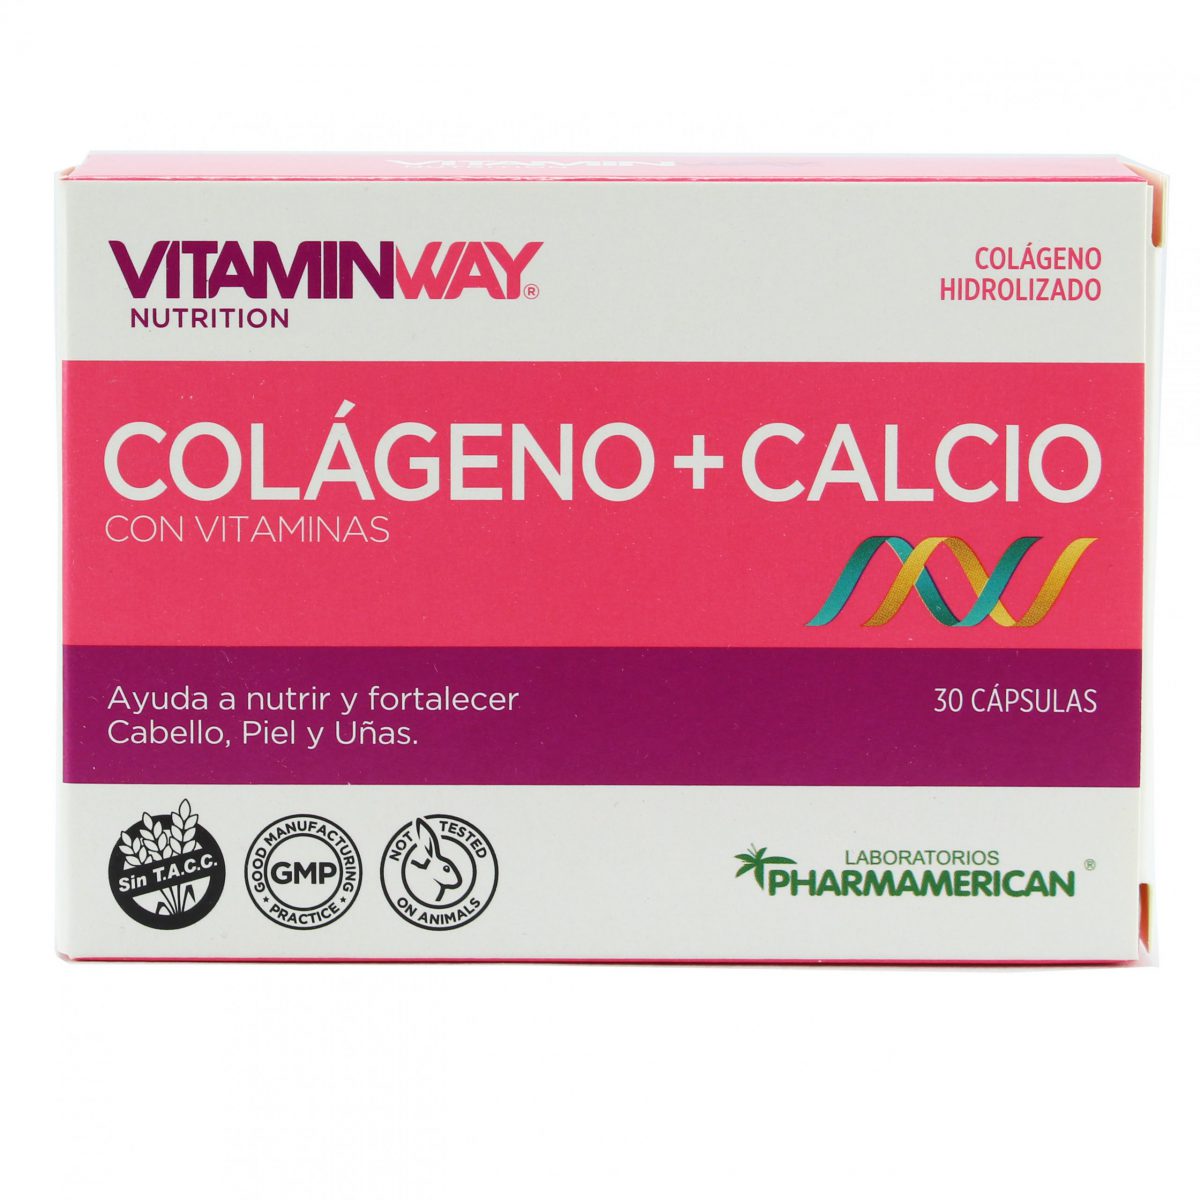 VITAMINWAY
VITAMINWAY®
NUTRITION
COLÁGENO
HIDROLIZADO
COLÁGENO + CALCIO
CON VITAMINAS
Ayuda a nutrir y fortalecer
Cabello, Piel y Uñas.
30 CÁPSULAS
Sin T.A.C.C.
GOOD MANUFACTURING
GMP
• PRACTICE •
NOT TESTED
ON ANIMALS
LABORATORIOS
PHARMAMERICAN®